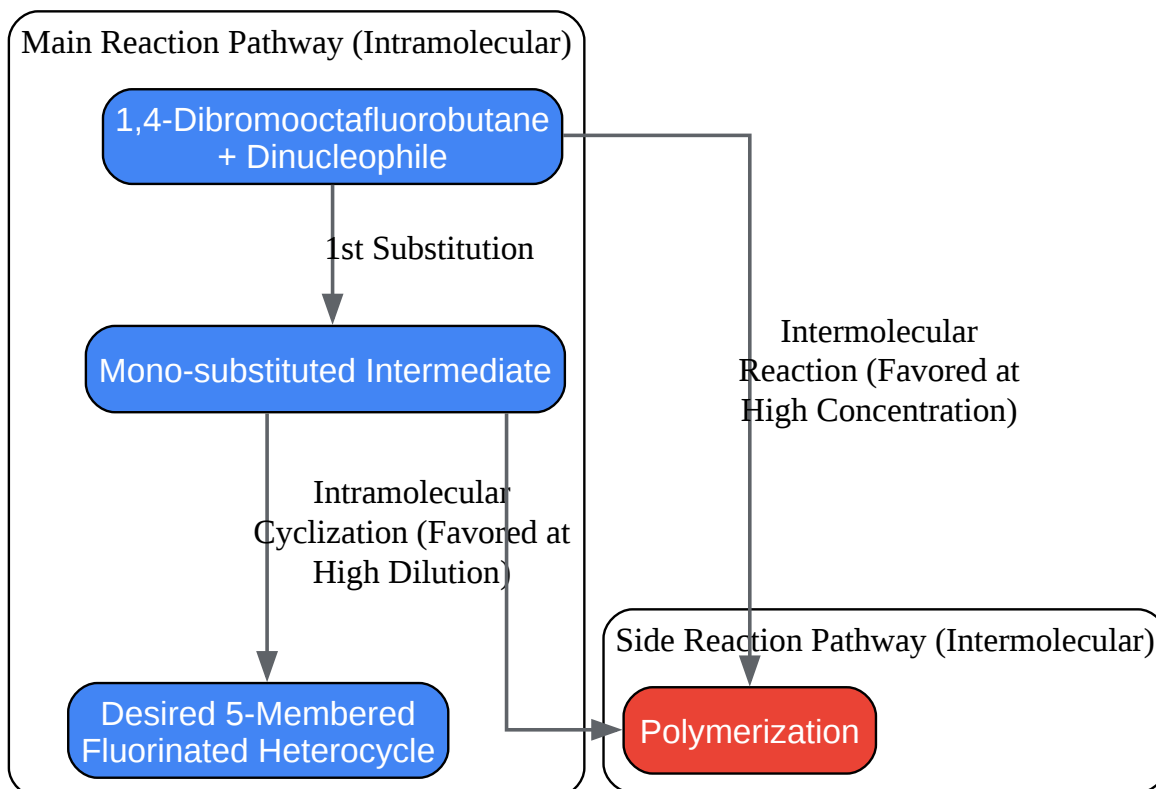 Main Reaction Pathway (Intramolecular)
1,4-Dibromooctafluorobutane
+ Dinucleophile
1st Substitution
Mono-substituted Intermediate
Intermolecular
Reaction (Favored at
High Concentration)
Intramolecular
Cyclization (Favored at
High Dilution)
Desired 5-Membered
Fluorinated Heterocycle
Side Reaction Pathway (Intermolecular)
Polymerization